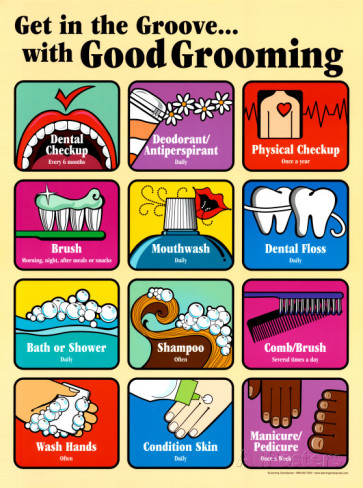 Get in the Groove...
with Good Grooming
Dental
Checkup
Every 6 months
Deodorant/
Antiperspirant
Daily
Physical Checkup
Once a year
Brush
Morning, night, after meals or snacks
Mouthwash
Daily
Dental Floss
Daily
Bath or Shower
Daily
Shampoo
Often
Comb/Brush
Several times a day
Wash Hands
Often
Condition Skin
Daily
Manicure/
Pedicure
Once a Week